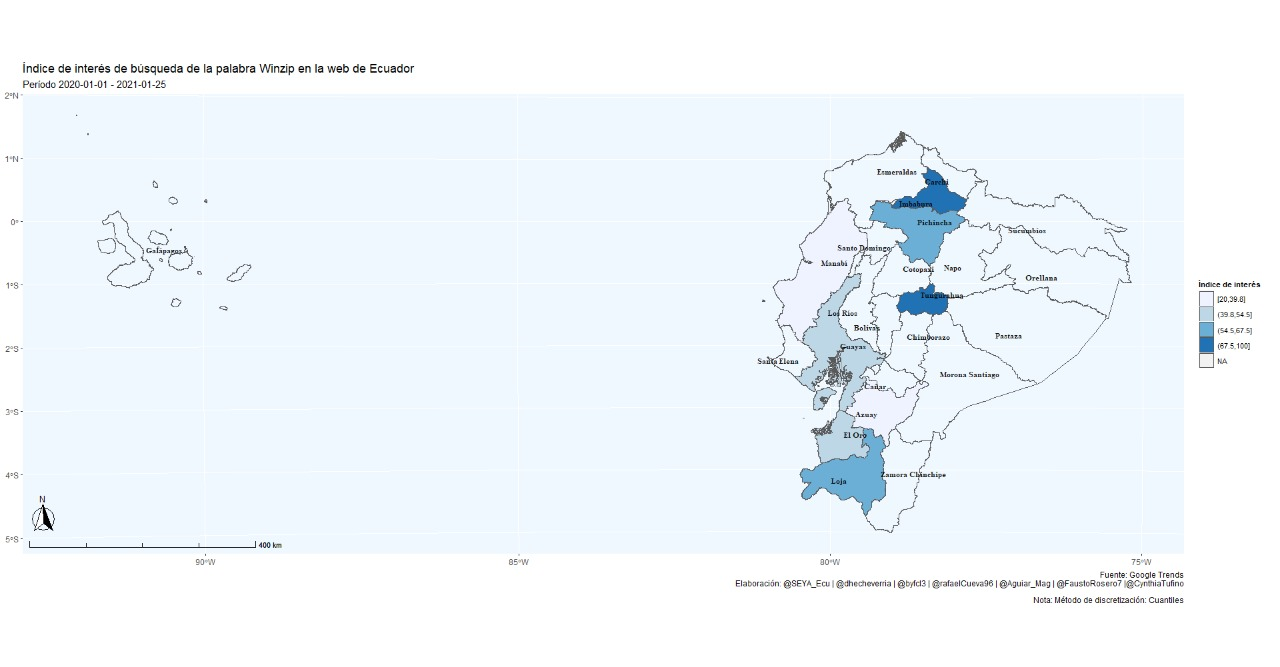 Índice de interés de búsqueda de la palabra Winzip en la web de Ecuador
Período 2020-01-01 - 2021-01-25
2°N
1°N
0°
1°S
2°S
3°S
4°S
5°S
Esmeraldas
Carchi
Imbabura
Pichincha
Sucumbios
Santo Domingo
Galápagos
Manabí
Cotopaxi
Napo
Orellana
Tungurahua
Los Rios
Bolivas
Chimborazo
Pastaza
Guayas
Santa Elena
Morona Santiago
Cañar
Azuay
El Oro
Zamora Chinchipe
Loja
Índice de interés
[20,39.8]
(39.8,54.5]
(54.5,67.5]
(67.5,100]
NA
N
400 km
90°W
85°W
80°W
75°W
Fuente: Google Trends
Elaboración: @SEYA_Ecu | @dhecheverria | @byfcl3 | @rafaelCueva96 | @Aguiar_Mag | @FaustoRosero7 |@CynthiaTufino
Nota: Método de discretización: Cuantiles